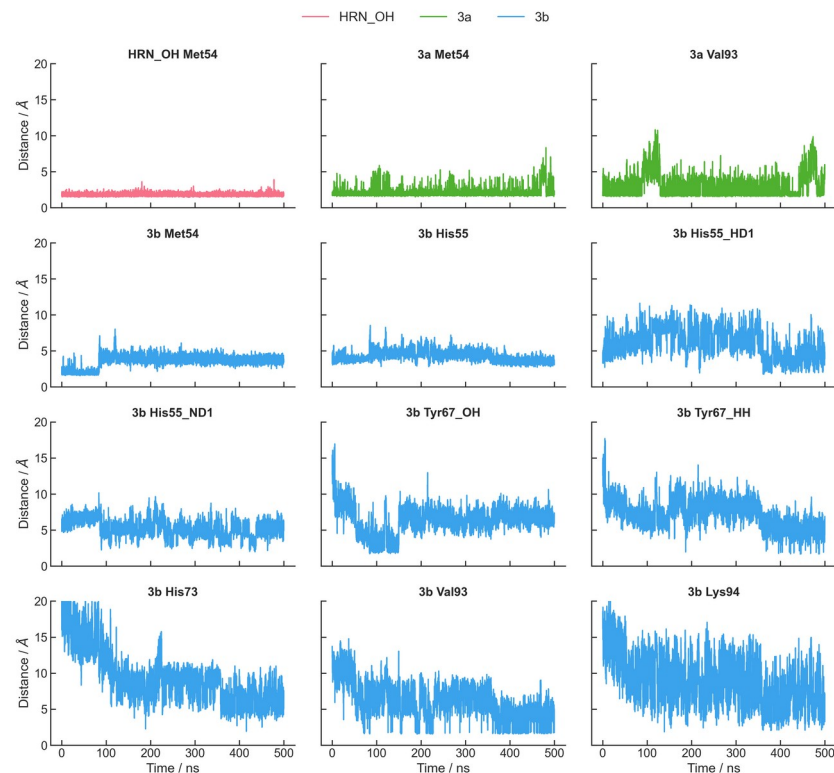 HRN_OH 3a 3b
HRN_OH Met54 3a Met54 3a Val93
Distance / Å
20
15
10
5
0
3b Met54 3b His55 3b His55_HD1
Distance / Å
20
15
10
5
0
3b His55_ND1 3b Tyr67_OH 3b Tyr67_HH
Distance / Å
20
15
10
5
0
3b His73 3b Val93 3b Lys94
Distance / Å
20
15
10
5
0
0 100 200 300 400 500 0 100 200 300 400 500 0 100 200 300 400 500
Time / ns Time / ns Time / ns